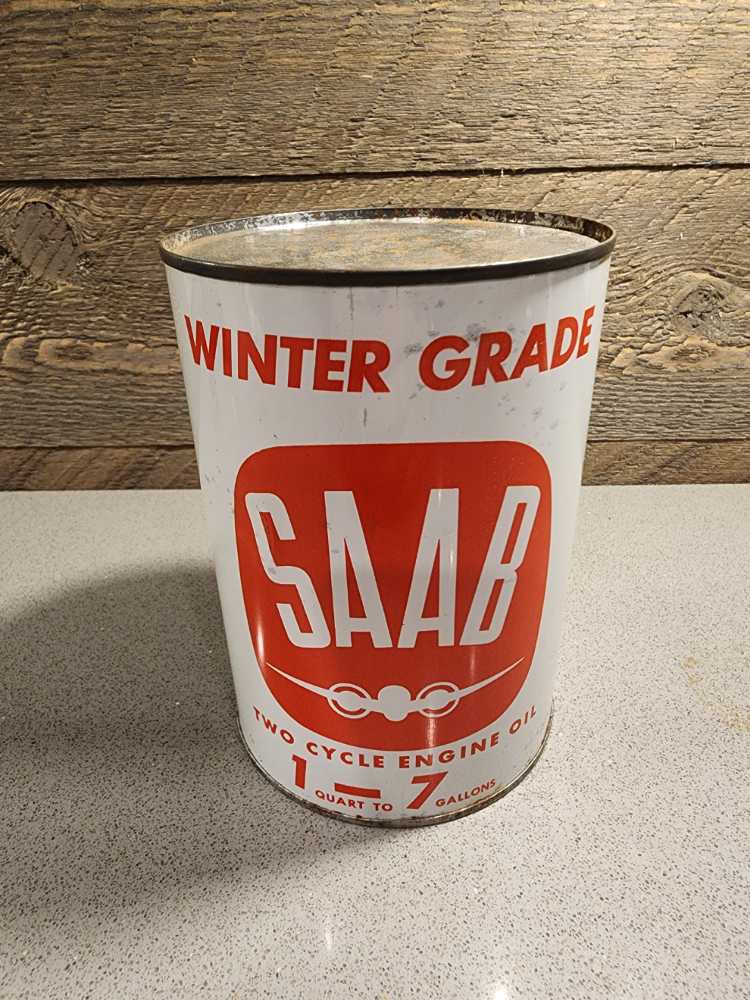 WINTER GRADE
SAAB
TWO CYCLE ENGINE OIL
1 QUART TO — 7 GALLONS